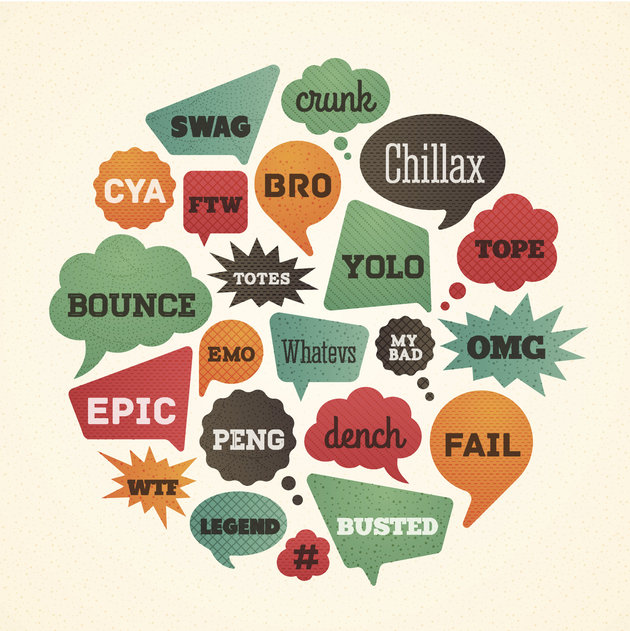 crunk
SWAG
Chillax
CYA
FTW
BRO
TOPE
YOLO
TOTES
BOUNCE
EMO
Whatevs
MY
BAD
OMG
EPIC
PENG
dench
FAIL
WTF
LEGEND
BUSTED
#